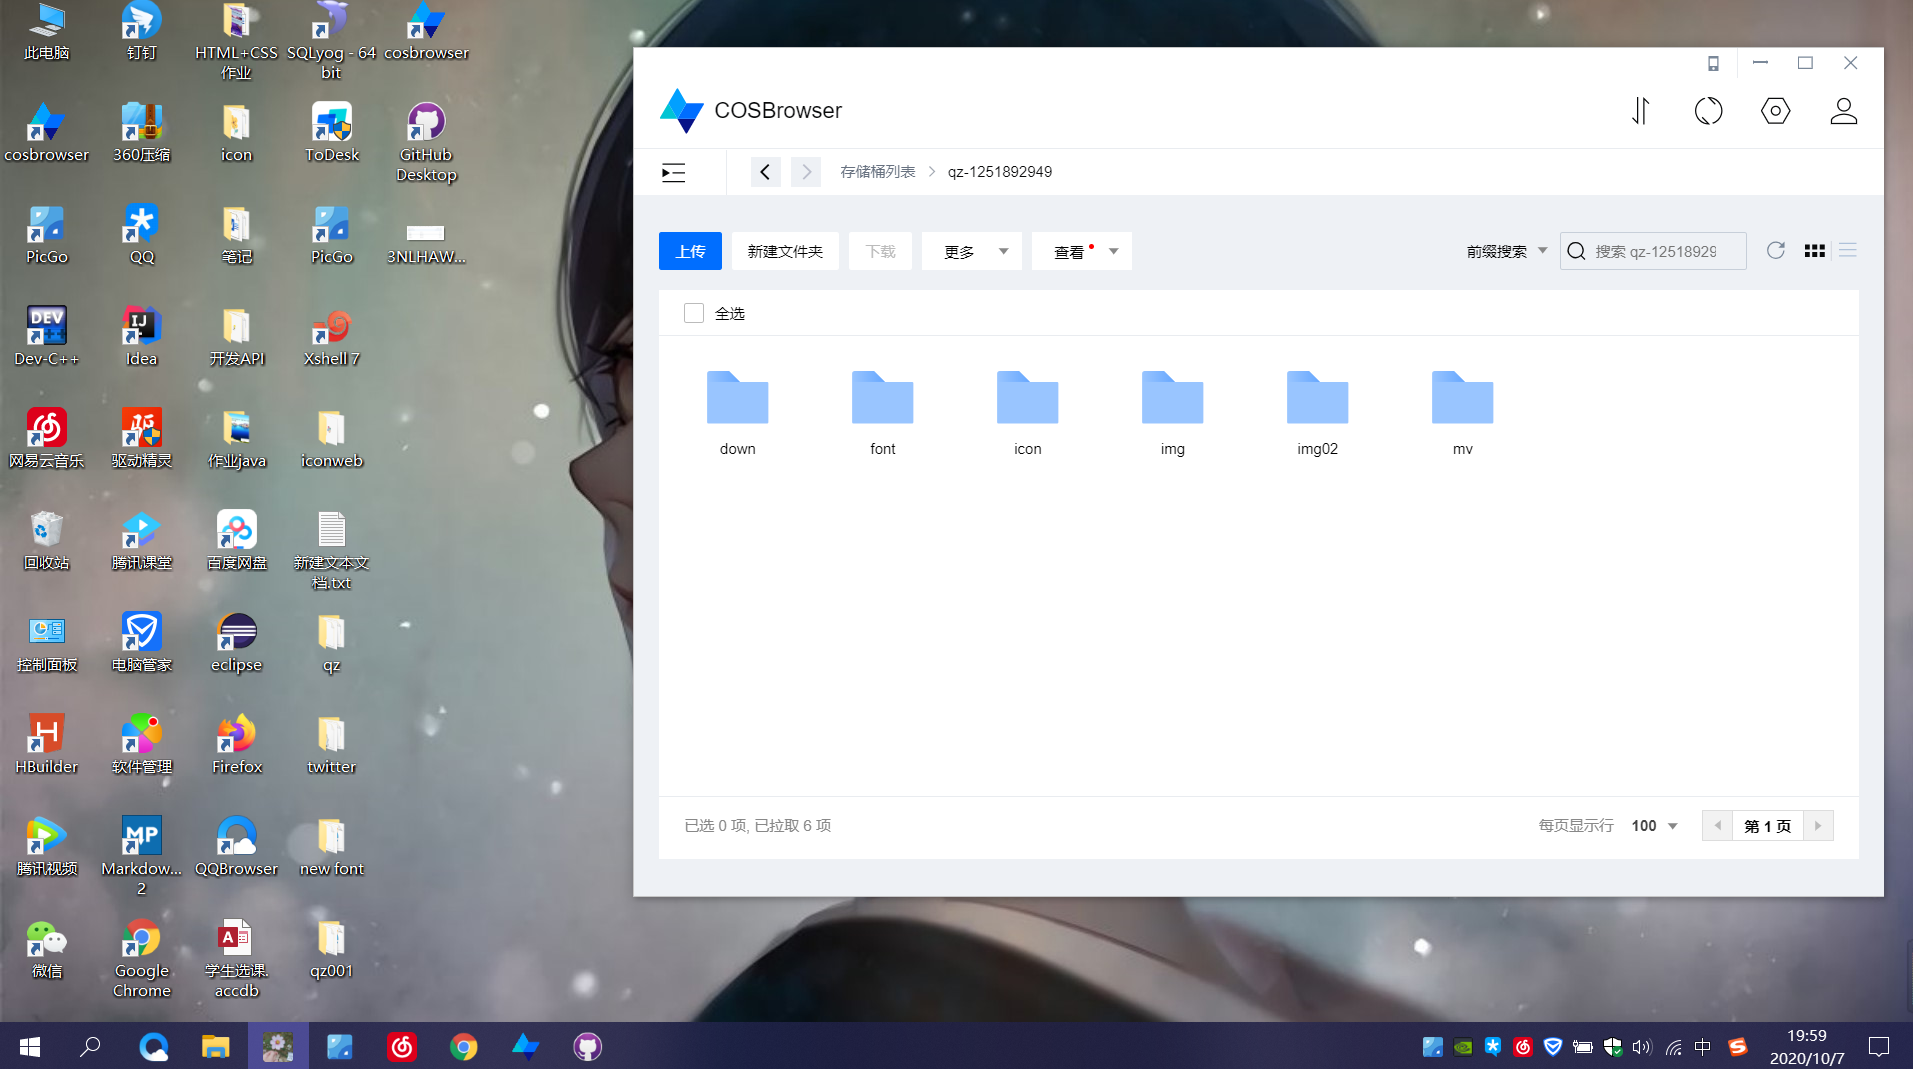 此电脑
钉钉
HTML+CSS
作业
SQLyog - 64
bit
cosbrowser
cosbrowser
360压缩
icon
ToDesk
GitHub
Desktop
PicGo
QQ
笔记
PicGo
3NLHAW...
DEV
C++
Dev-C++
IJ
Idea
开发API
Xshell 7
网易云音乐
驱
驱动精灵
作业java
iconweb
回收站
腾讯课堂
百度网盘
新建文本文
档.txt
控制面板
电脑管家
eclipse
qz
H
HBuilder
软件管理
Firefox
twitter
腾讯视频
MP
Markdow...
2
QQBrowser
new font
微信
Google
Chrome
A
学生选课.
accdb
qz001
COSBrowser
存储桶列表
qz-1251892949
上传
新建文件夹
下载
更多
查看
前缀搜索
搜索 qz-12518929
全选
down
font
icon
img
img02
mv
已选 0 项, 已拉取 6 项
每页显示行
100
第 1 页
中
S
19:59
2020/10/7